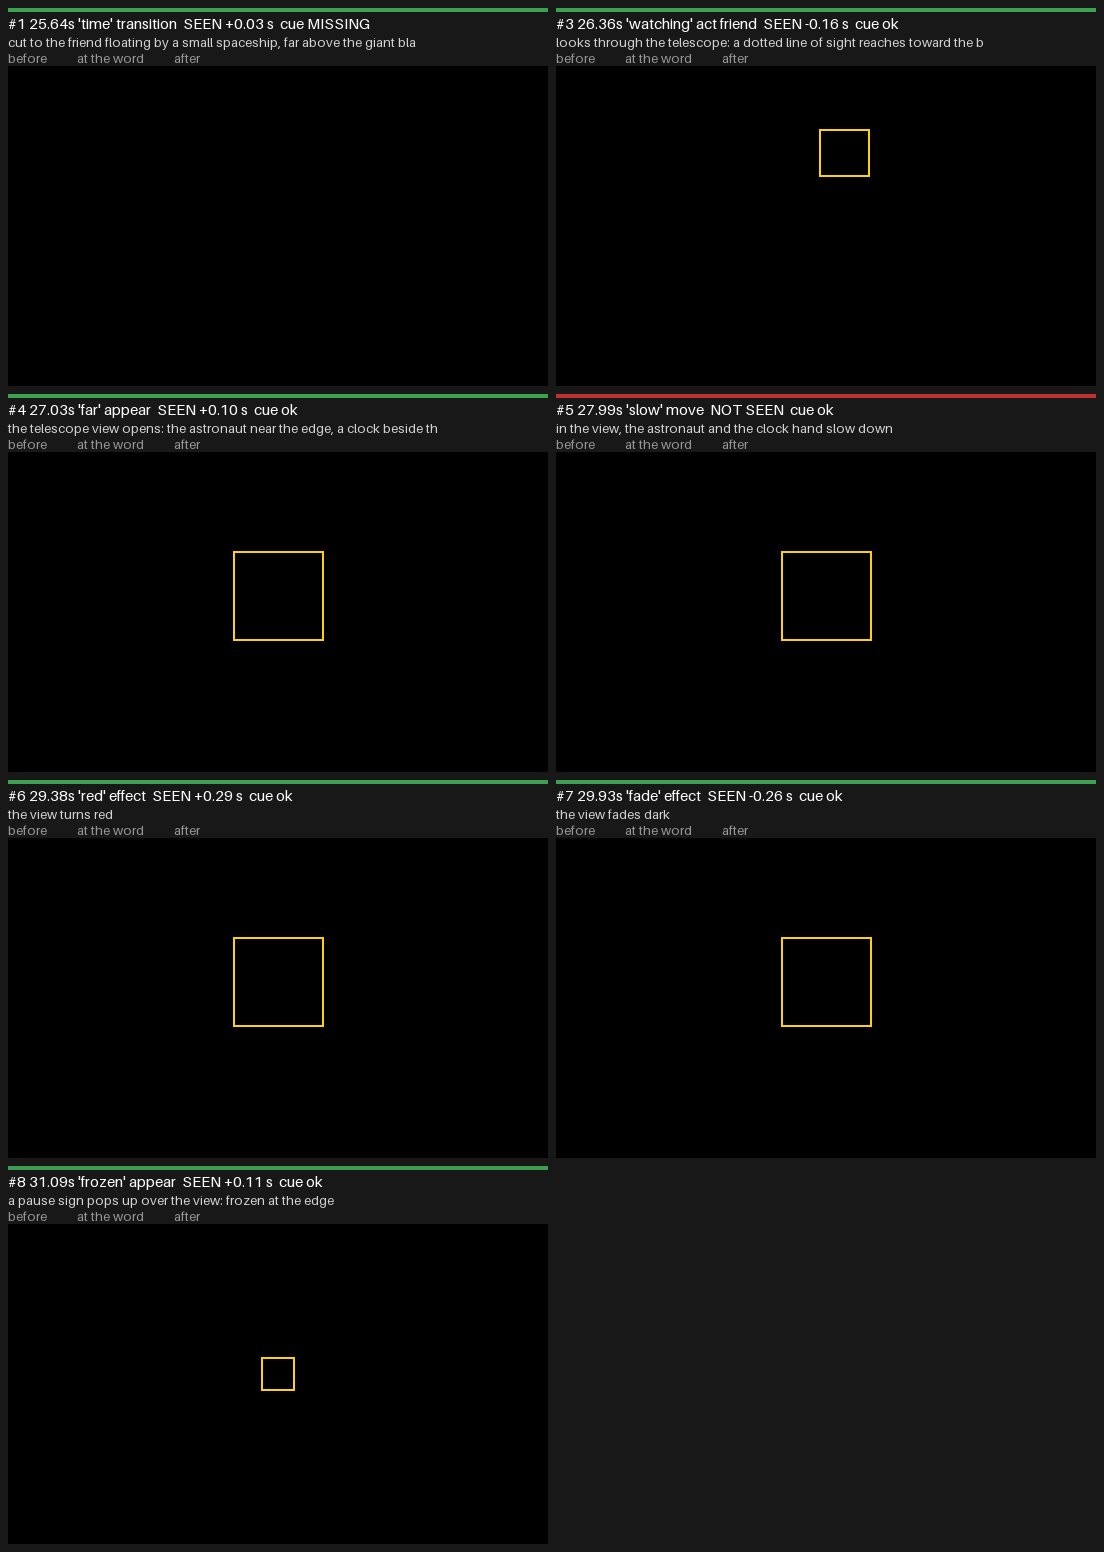 #1 25.64s 'time' transition SEEN +0.03 s cue MISSING
cut to the friend floating by a small spaceship, far above the giant bla
before at the word after
#3 26.36s 'watching' act friend SEEN -0.16 s cue ok
looks through the telescope: a dotted line of sight reaches toward the b
before at the word after
#4 27.03s 'far' appear SEEN +0.10 s cue ok
the telescope view opens: the astronaut near the edge, a clock beside th
before at the word after
#5 27.99s 'slow' move NOT SEEN cue ok
in the view, the astronaut and the clock hand slow down
before at the word after
#6 29.38s 'red' effect SEEN +0.29 s cue ok
the view turns red
before at the word after
#7 29.93s 'fade' effect SEEN -0.26 s cue ok
the view fades dark
before at the word after
#8 31.09s 'frozen' appear SEEN +0.11 s cue ok
a pause sign pops up over the view: frozen at the edge
before at the word after